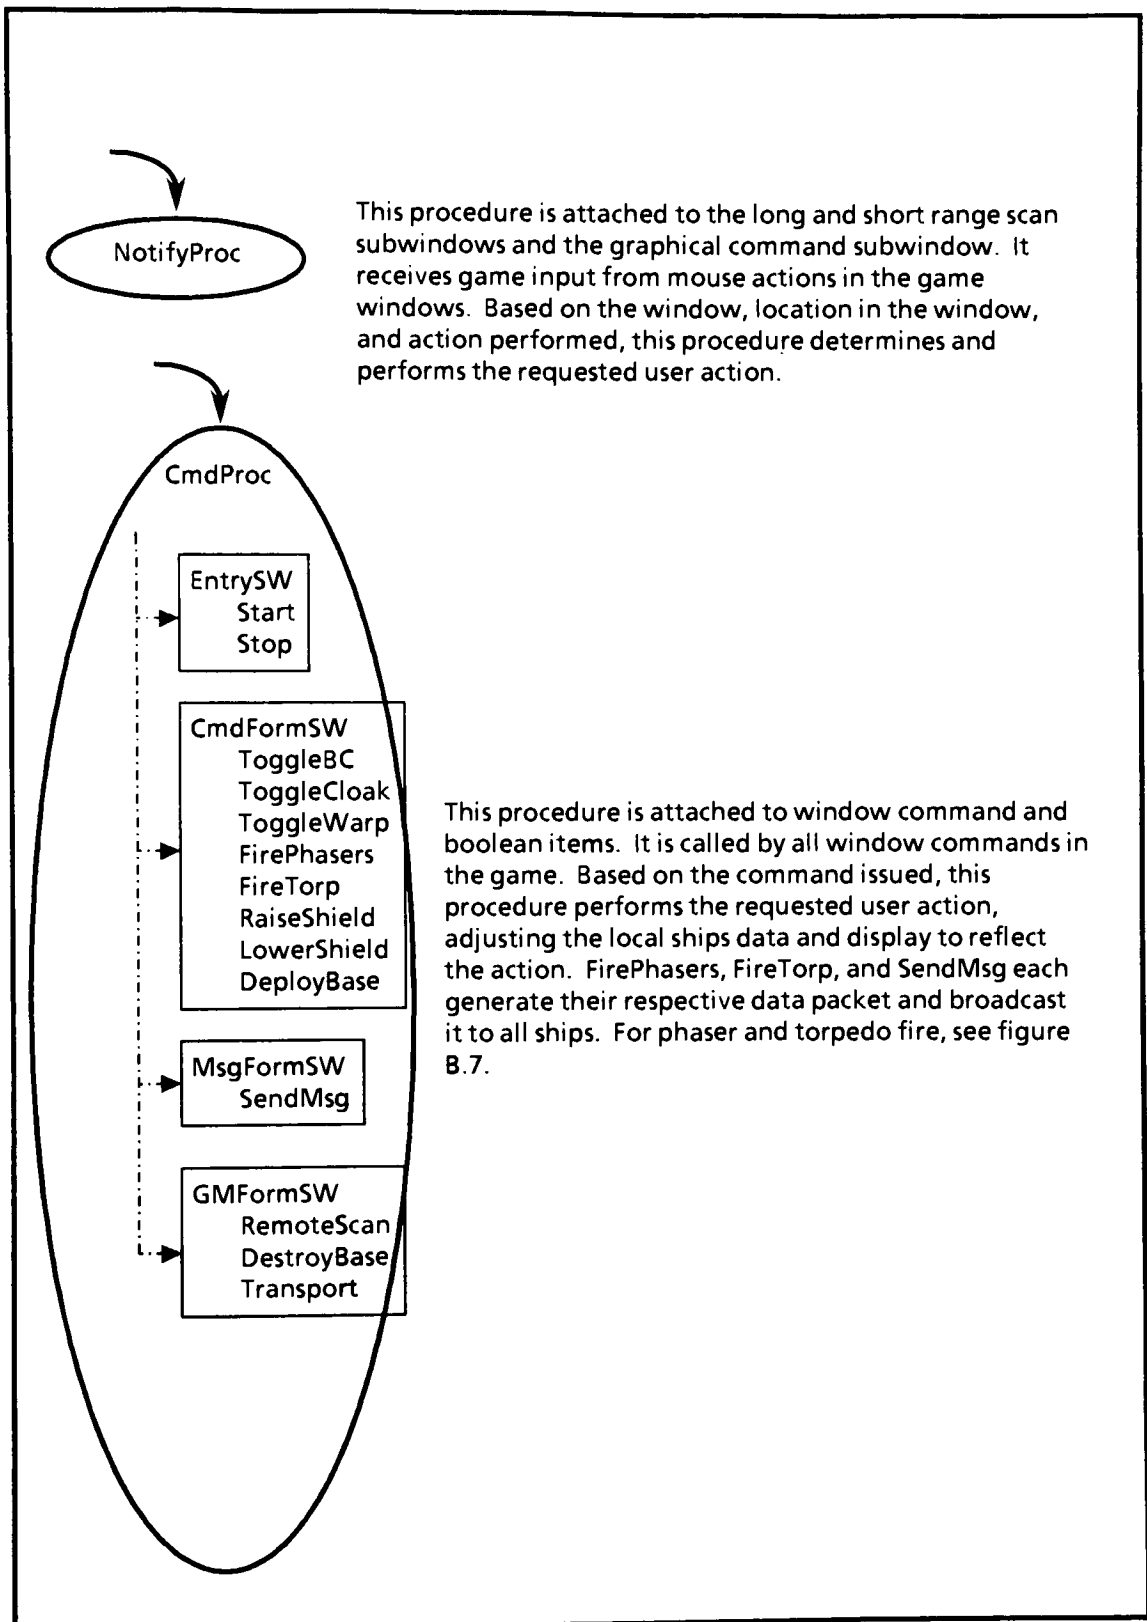 NotifyProc
This procedure is attached to the long and short range scan
subwindows and the graphical command subwindow. It
receives game input from mouse actions in the game
windows. Based on the window, location in the window,
and action performed, this procedure determines and
performs the requested user action.
CmdProc
EntrySW
Start
Stop
CmdFormSW
ToggleBC
ToggleCloak
ToggleWarp
FirePhasers
FireTorp
RaiseShield
LowerShield
DeployBase
This procedure is attached to window command and
boolean items. It is called by all window commands in
the game. Based on the command issued, this
procedure performs the requested user action,
adjusting the local ships data and display to reflect
the action. FirePhasers, FireTorp, and SendMsg each
generate their respective data packet and broadcast
it to all ships. For phaser and torpedo fire, see figure
B.7.
MsgFormSW
SendMsg
GMFormSW
RemoteScan
DestroyBase
Transport